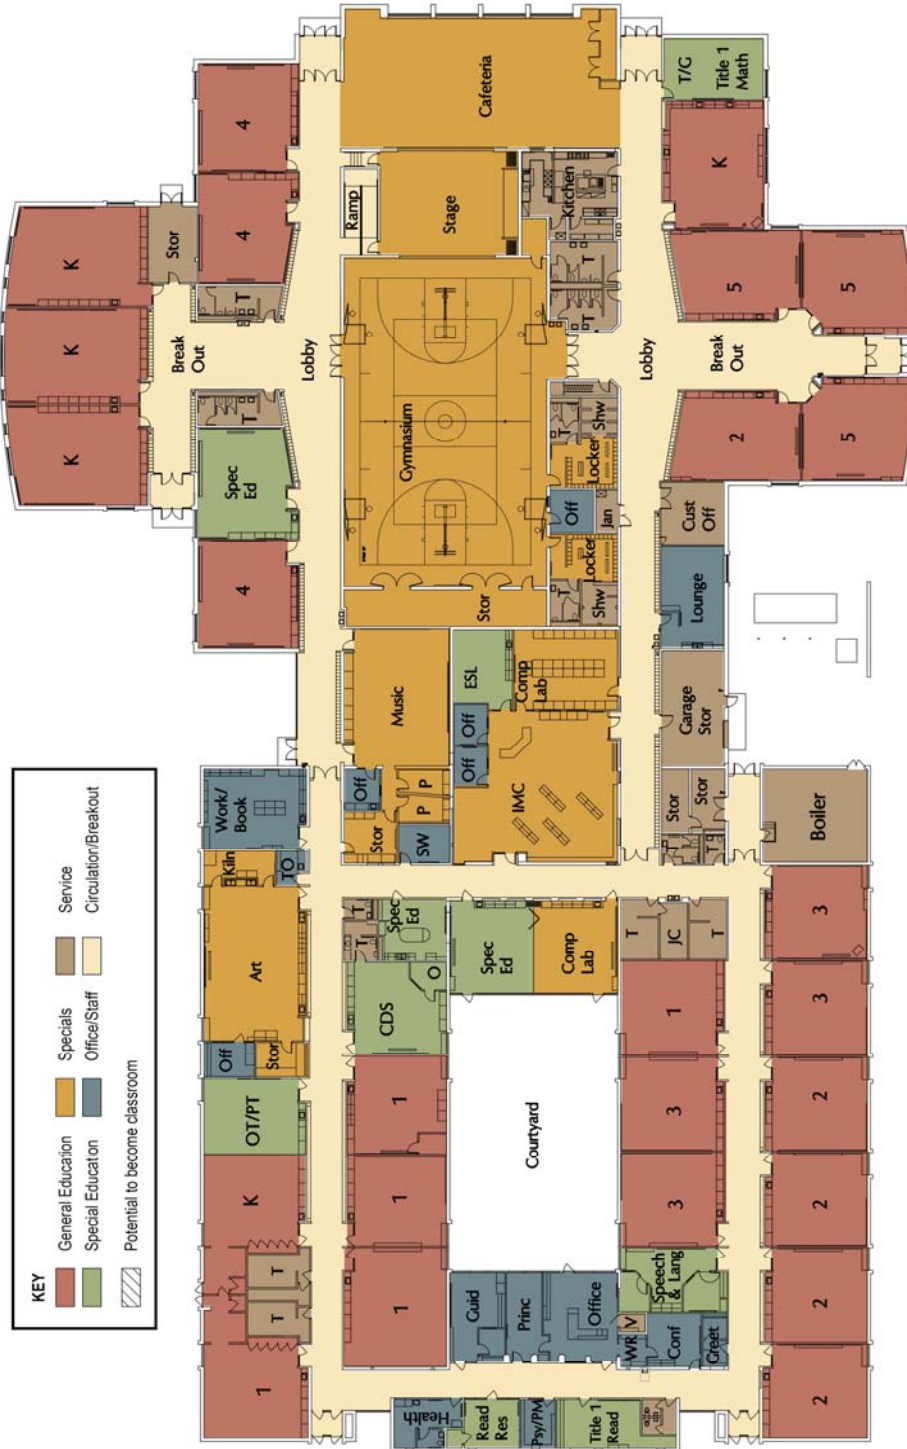 Cafeteria
T/G
Title 1
Math
4
K
Kitchen
Ramp
Stage
4
K
Stor
T
5
5
T
T
K
Break
Out
Lobby
Gymnasium
Lobby
Break
Out
T
T
Shw
2
5
K
Spec
Ed
Locker
Off
Jan
Cust
Off
Locker
4
T
Shw
Lounge
Stor
Music
ESL
Comp
Lab
Garage
Stor
Off
Off
IMC
Work/
Book
Off
P
P
Stor
Stor
Stor
SW
T
Boiler
Kiln
TO
T
T
Spec
Ed
Spec
Ed
Comp
Lab
T
JC
T
3
Art
O
CDS
1
3
Off
Stor
OT/PT
1
Courtyard
3
2
K
1
3
2
T
T
1
Guid
Princ
Office
Speech
&
Lang
2
1
WR
V
Conf
Greet
2
Health
Read
Res
Psy/PM
Title 1
Read
KEY
General Education
Specials
Service
Special Education
Office/Staff
Circulation/Breakout
Potential to become classroom